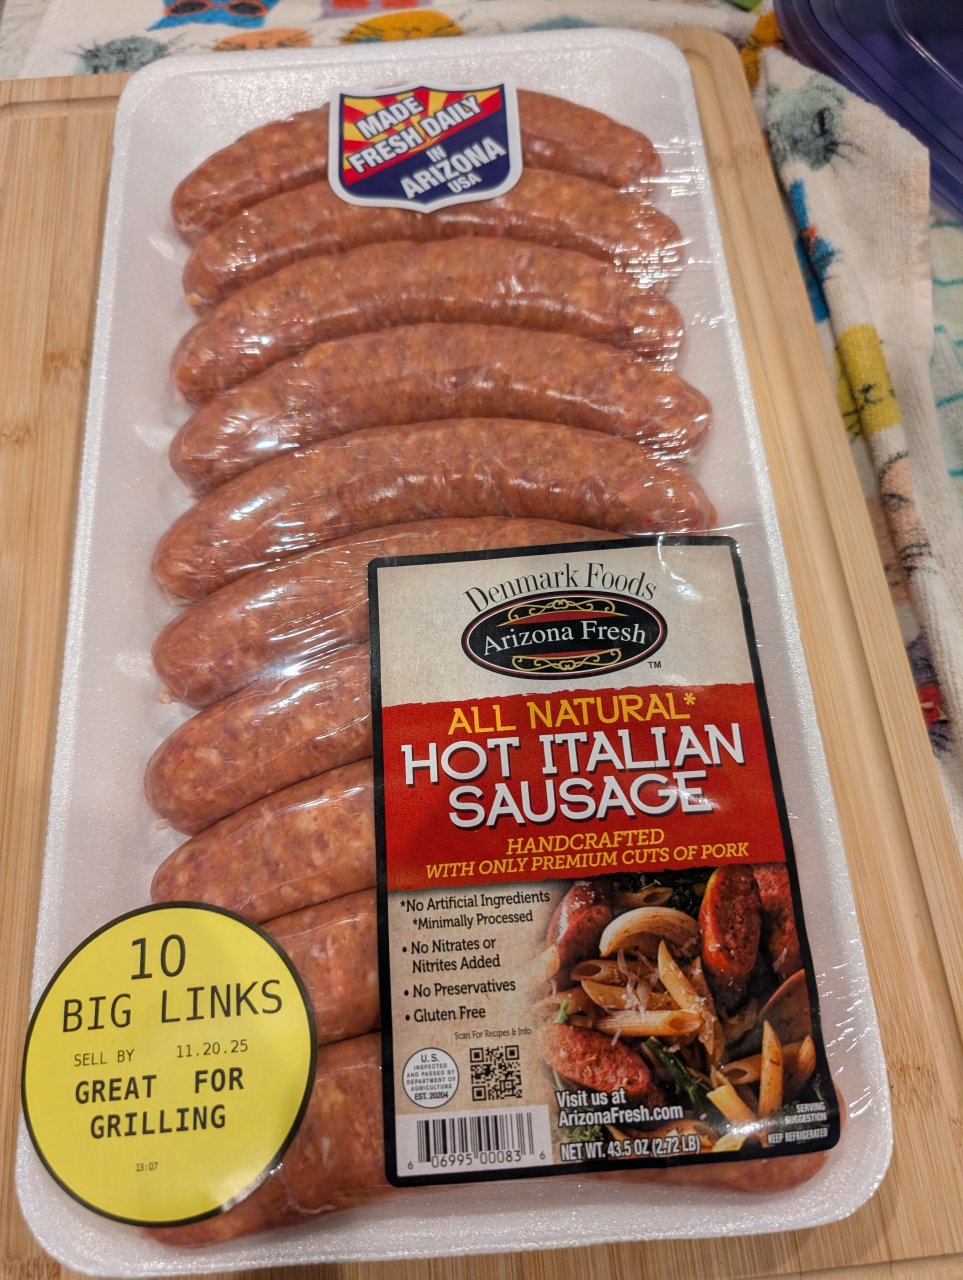 MADE
FRESH DAILY
IN
ARIZONA
USA
Denmark Foods
Arizona Fresh
TM
ALL NATURAL*
HOT ITALIAN
SAUSAGE
HANDCRAFTED
WITH ONLY PREMIUM CUTS OF PORK
*No Artificial Ingredients
*Minimally Processed
• No Nitrates or
Nitrites Added
• No Preservatives
• Gluten Free
Scan For Recipes & Info
U.S.
INSPECTED
AND PASSED BY
DEPARTMENT OF
AGRICULTURE
EST. 20204
Visit us at
ArizonaFresh.com
SERVING
SUGGESTION
NET WT. 43.5 OZ (2.72 LB)
KEEP REFRIGERATED
6 06995 00083 6
10
BIG LINKS
SELL BY 11.20.25
GREAT FOR
GRILLING
13:07